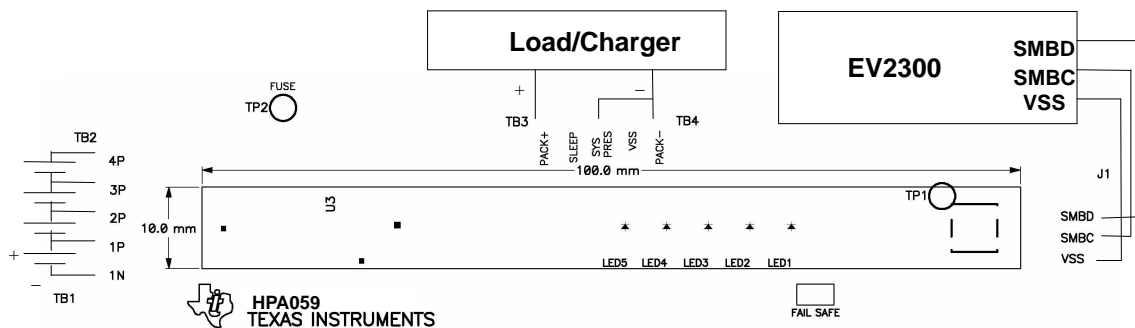 Load/Charger
EV2300
SMBD
SMBC
VSS
+
−
FUSE
TP2
TB3
TB4
PACK+
SLEEP
SYS
PRES
VSS
PACK−
TB2
4P
3P
2P
1P
1N
+
−
TB1
100.0 mm
10.0 mm
U3
TP1
J1
SMBD
SMBC
VSS
LED5
LED4
LED3
LED2
LED1
HPA059
TEXAS INSTRUMENTS
FAIL SAFE